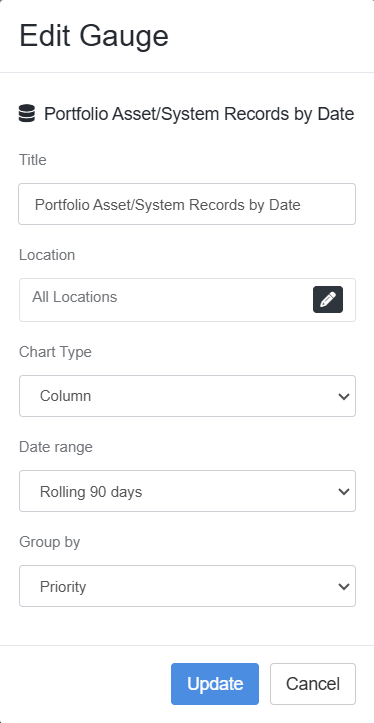 Edit Gauge
Portfolio Asset/System Records by Date
Title
Portfolio Asset/System Records by Date
Location
All Locations
Chart Type
Column
Date range
Rolling 90 days
Group by
Priority
Update
Cancel